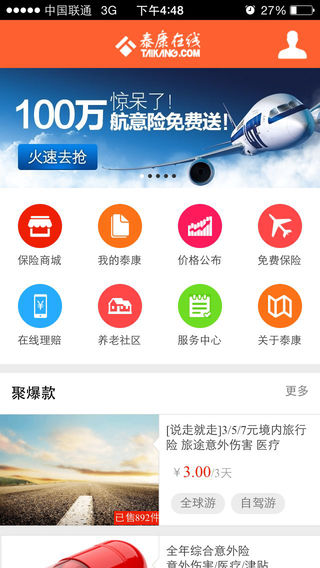 中国联通 3G 下午4:48 27%
泰康在线
TAIKANG.COM
惊呆了!
100万 航意险免费送!
火速去抢
保险商城 我的泰康 价格公布 免费保险
在线理赔 养老社区 服务中心 关于泰康
聚爆款 更多
[说走就走]3/5/7元境内旅行
险 旅途意外伤害 医疗
¥3.00/3天
全球游 自驾游
已售892件
全年综合意外险
意外伤害/医疗/津贴